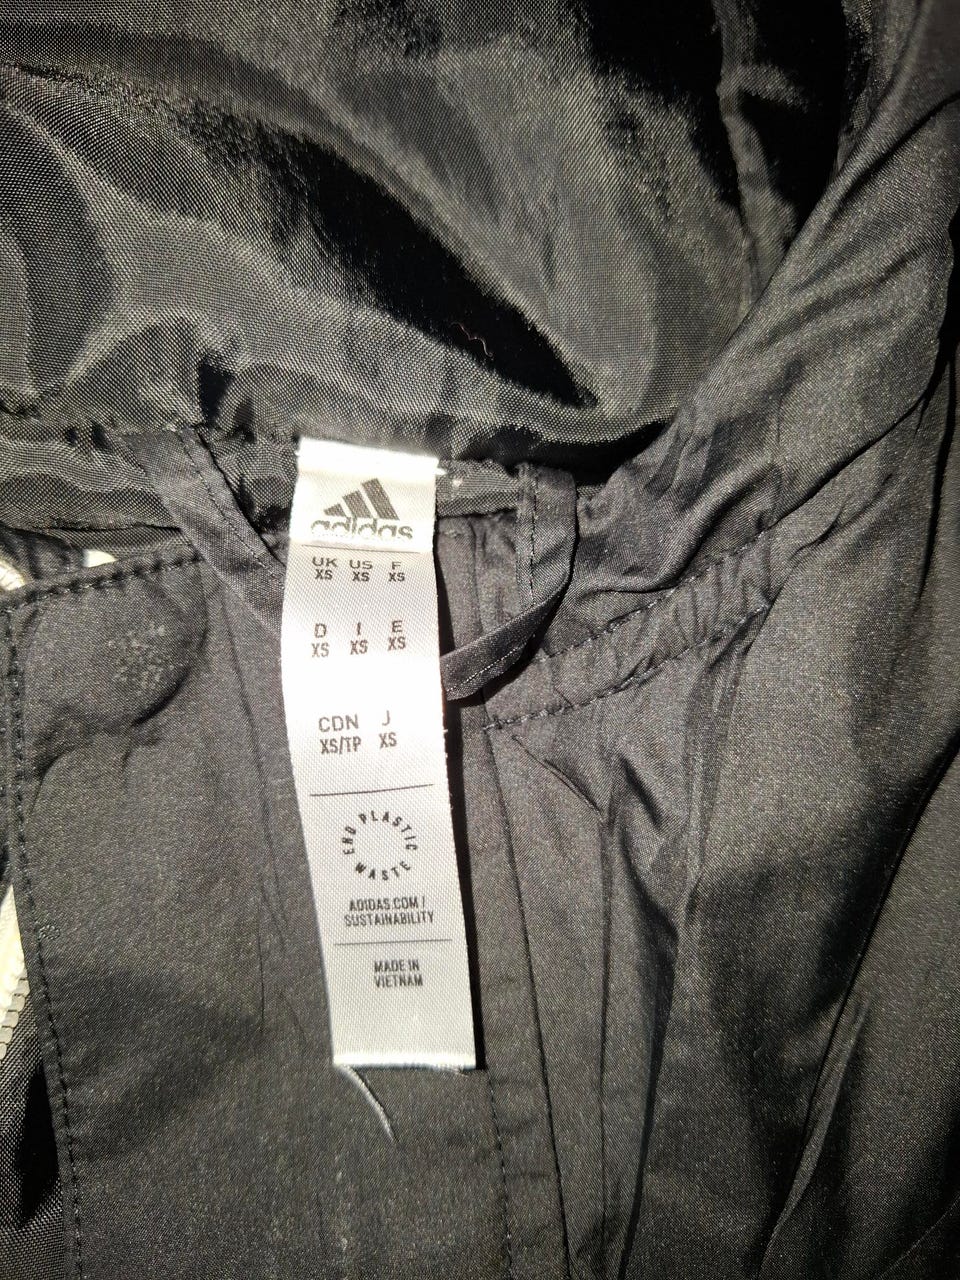 adidas
UK US F
XS XS XS
D I E
XS XS XS
CDN J
XS/TP XS
END PLASTIC WASTE
ADIDAS.COM/
SUSTAINABILITY
MADE IN
VIETNAM